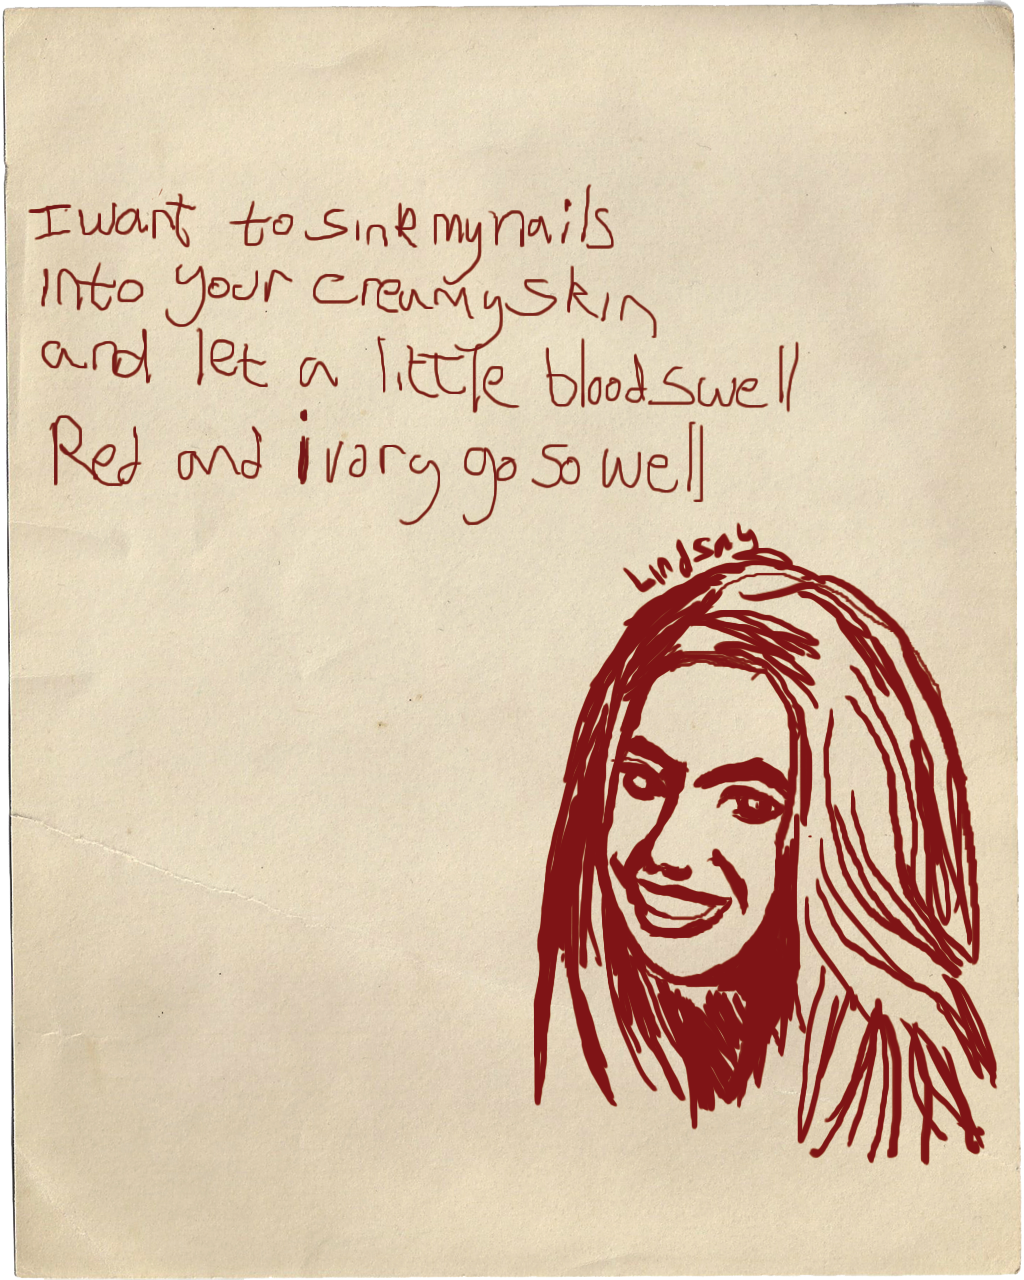 I want to sink my nails
into your creamy skin
and let a little blood swell
Red and ivory go so well
Lindsay